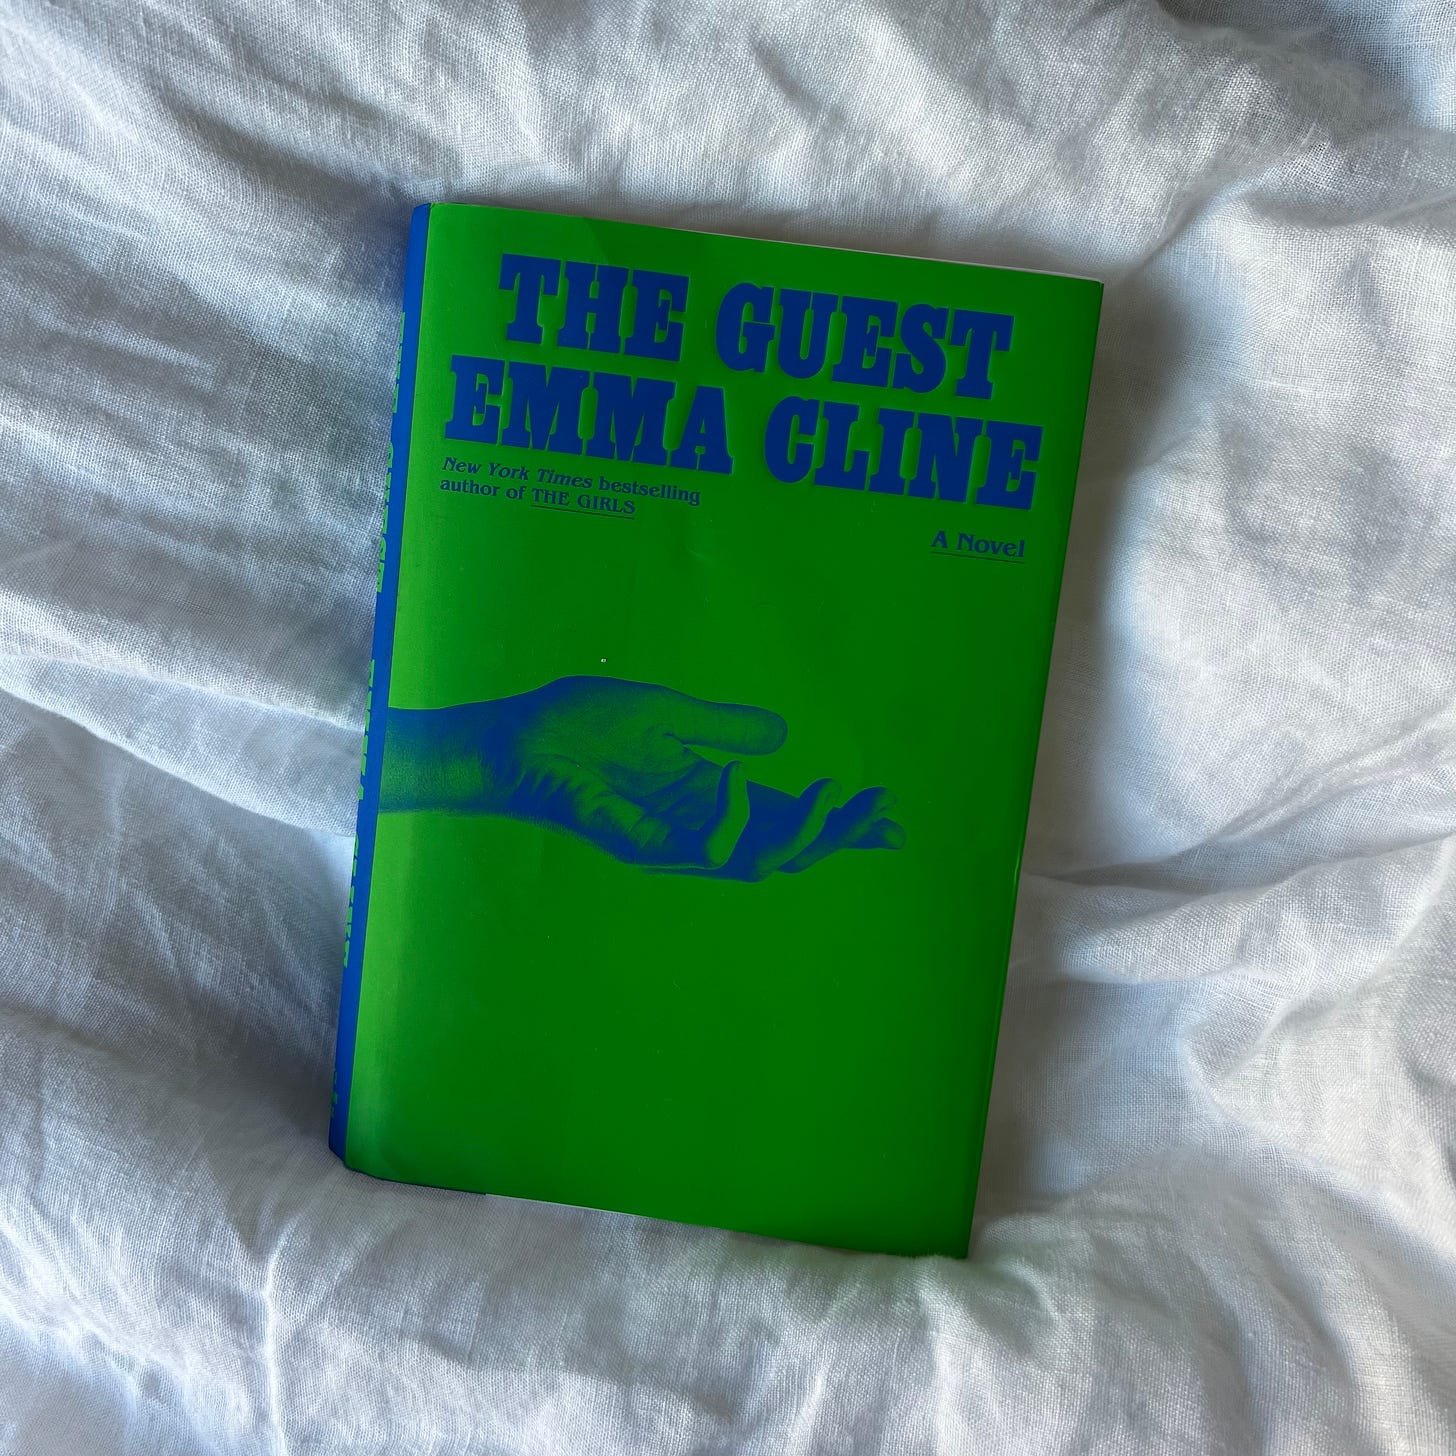 THE GUEST
EMMA CLINE
New York Times bestselling
author of THE GIRLS
A Novel